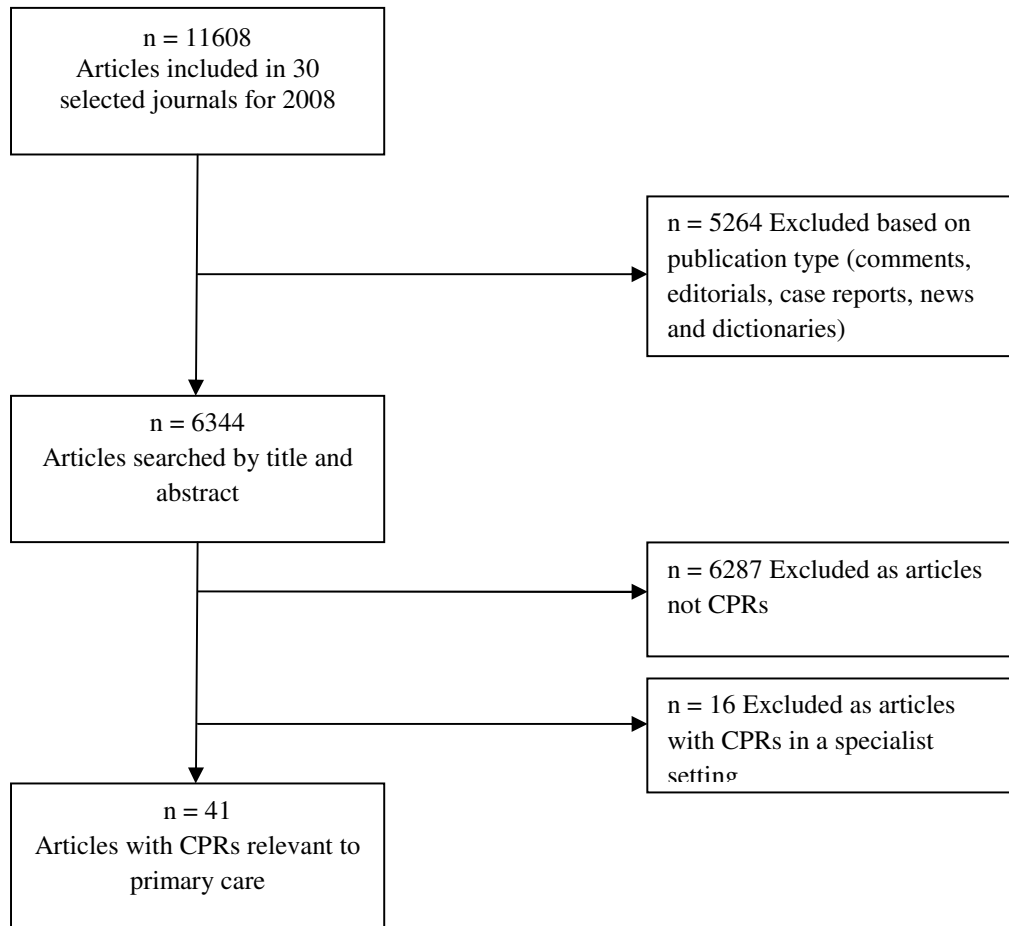 n = 11608
Articles included in 30
selected journals for 2008
n = 5264 Excluded based on
publication type (comments,
editorials, case reports, news
and dictionaries)
n = 6344
Articles searched by title and
abstract
n = 6287 Excluded as articles
not CPRs
n = 16 Excluded as articles
with CPRs in a specialist
setting
n = 41
Articles with CPRs relevant to
primary care